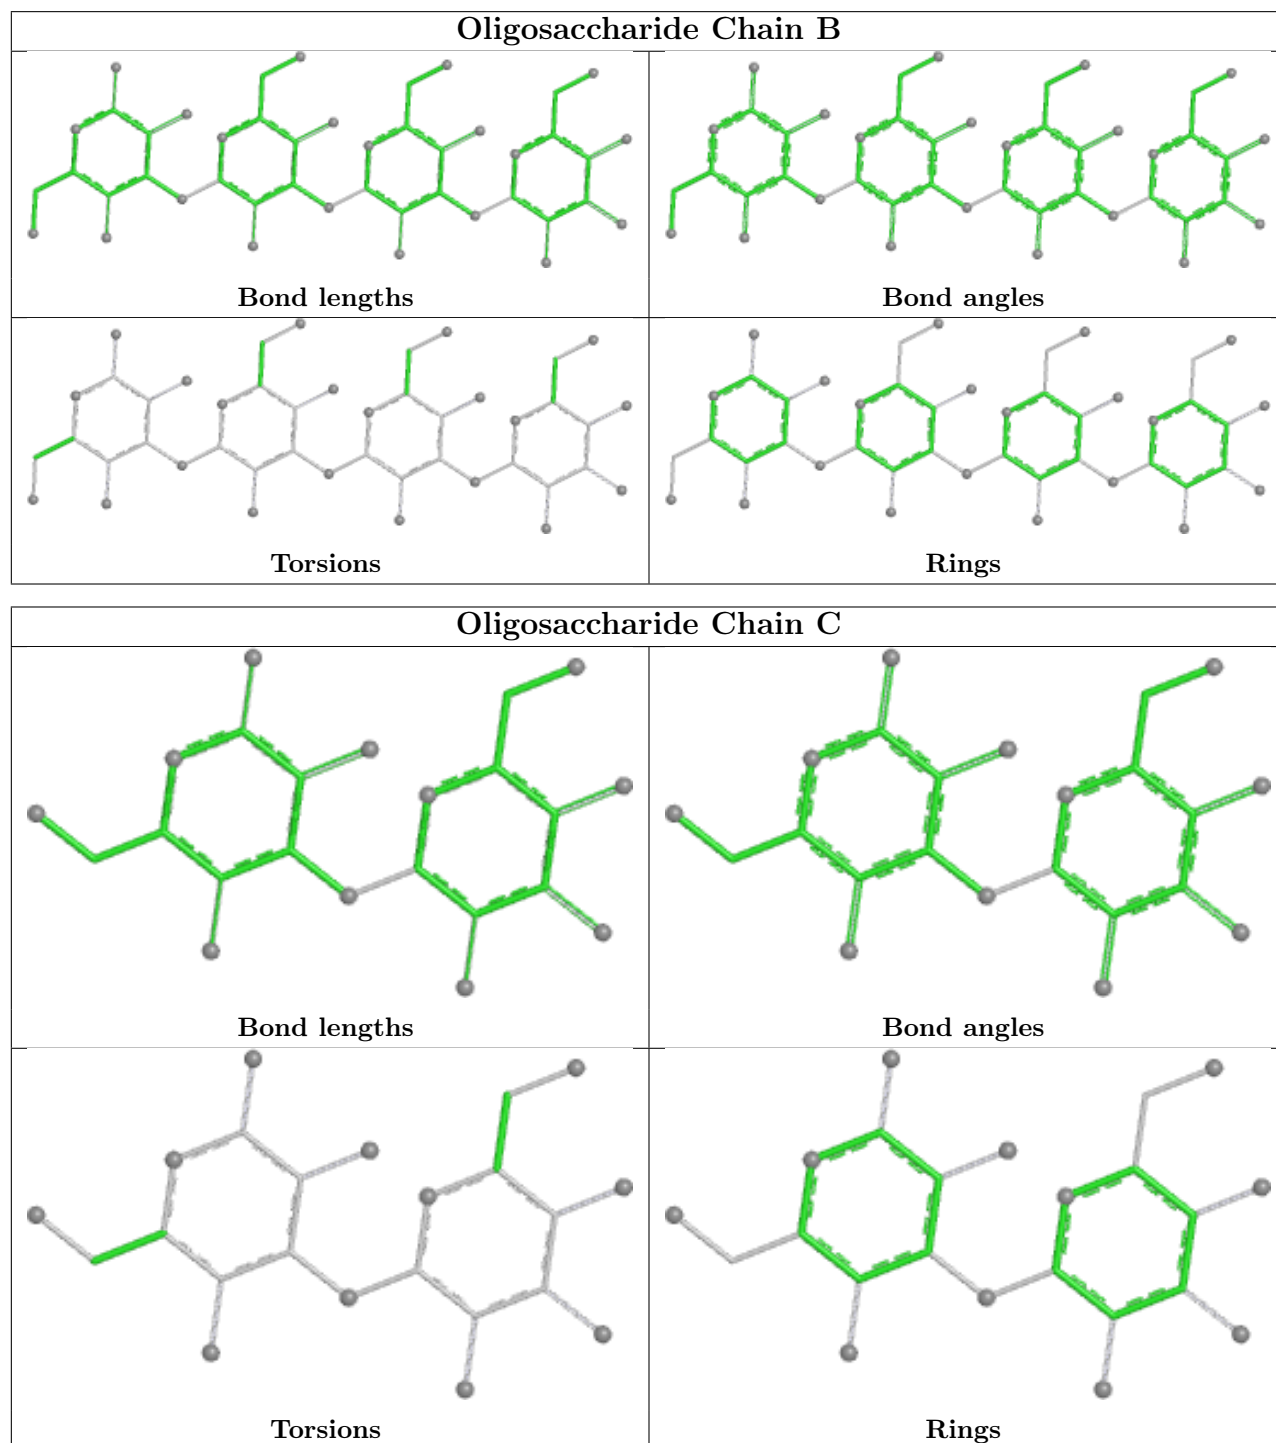 Oligosaccharide Chain B
Bond lengths
Bond angles
Torsions
Rings
Oligosaccharide Chain C
Bond lengths
Bond angles
Torsions
Rings